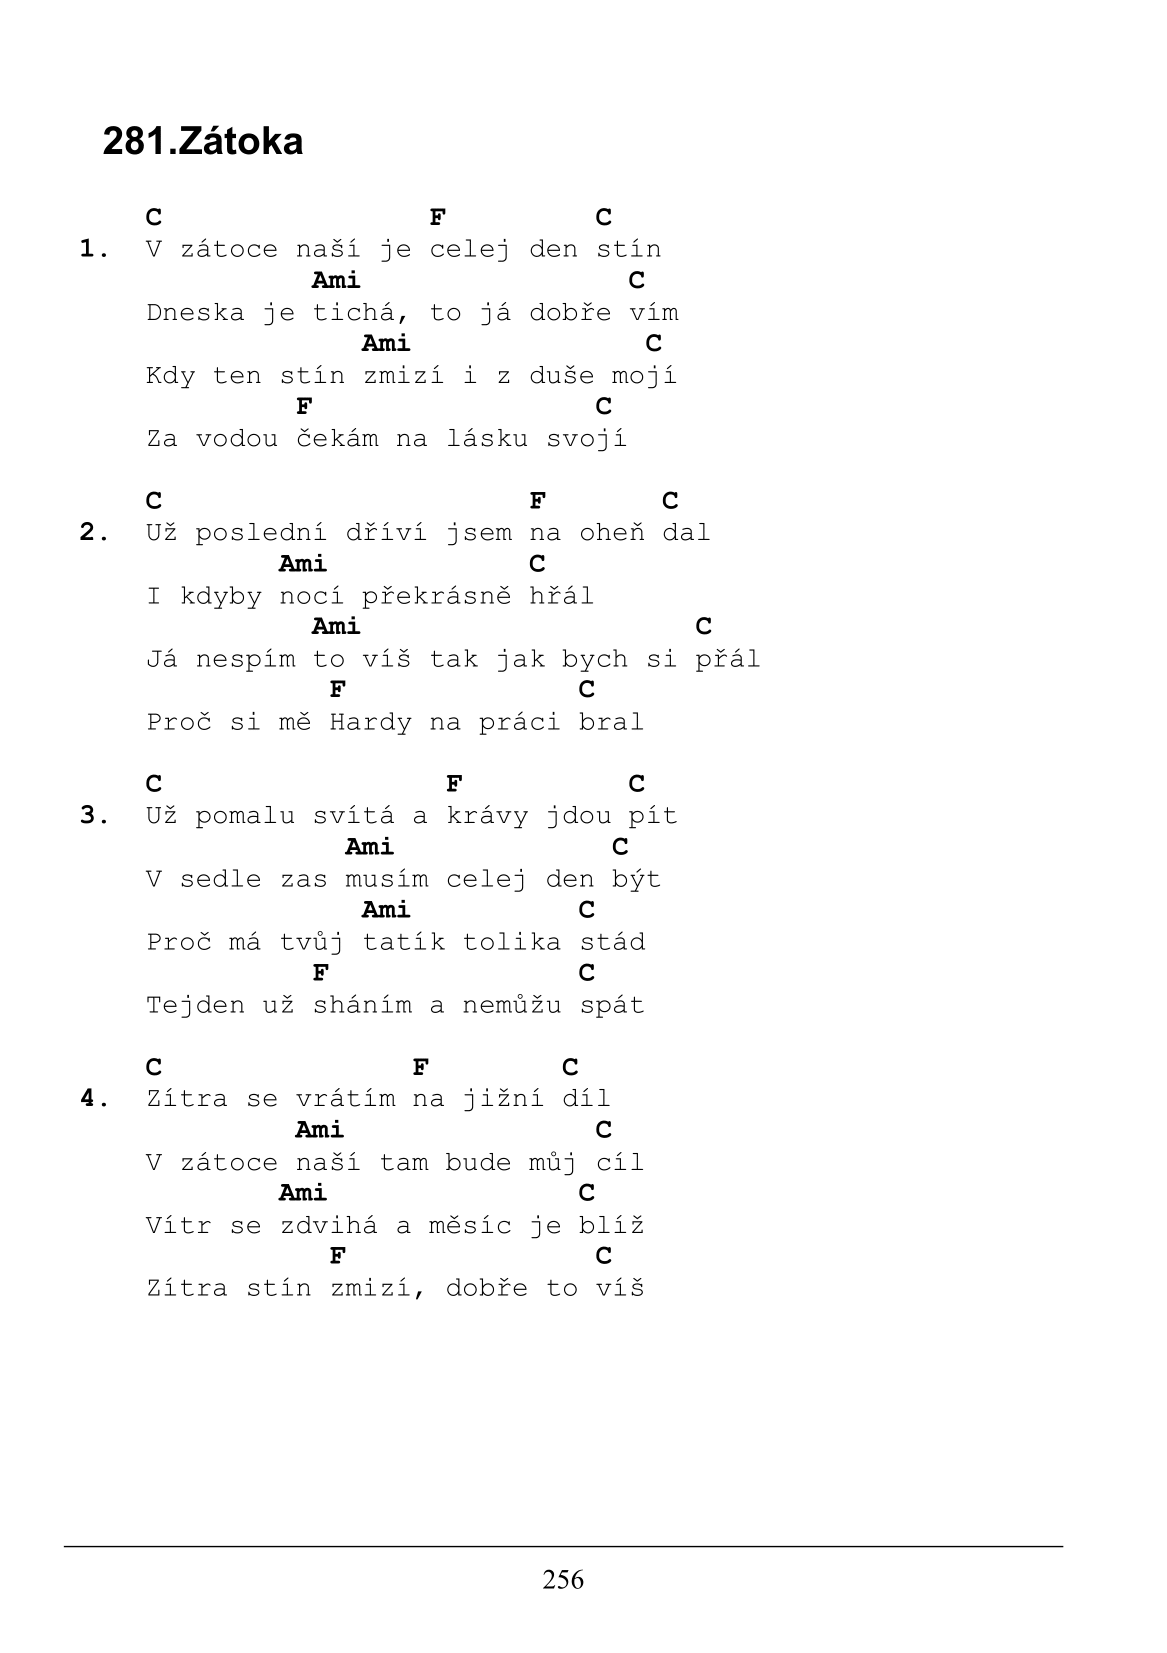 281.Zátoka
    C                F         C
1.  V zátoce naší je celej den stín
              Ami                C
    Dneska je tichá, to já dobře vím
                 Ami              C
    Kdy ten stín zmizí i z duše mojí
             F                 C
    Za vodou čekám na lásku svojí
    C                      F       C
2.  Už poslední dříví jsem na oheň dal
            Ami            C
    I kdyby nocí překrásně hřál
              Ami                    C
    Já nespím to víš tak jak bych si přál
               F              C
    Proč si mě Hardy na práci bral
    C                 F          C
3.  Už pomalu svítá a krávy jdou pít
                Ami             C
    V sedle zas musím celej den být
                 Ami          C
    Proč má tvůj tatík tolika stád
              F               C
    Tejden už sháním a nemůžu spát
    C               F        C
4.  Zítra se vrátím na jižní díl
             Ami               C
    V zátoce naší tam bude můj cíl
            Ami               C
    Vítr se zdvihá a měsíc je blíž
               F               C
    Zítra stín zmizí, dobře to víš
256